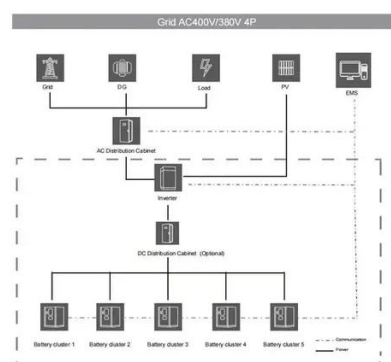 Grid AC400V/380V 4P
Grid
DG
Load
PV
EMS
AC Distribution Cabinet
Inverter
DC Distribution Cabinet (Optional)
Battery cluster 1
Battery cluster 2
Battery cluster 3
Battery cluster 4
Battery cluster 5
Communication
Power